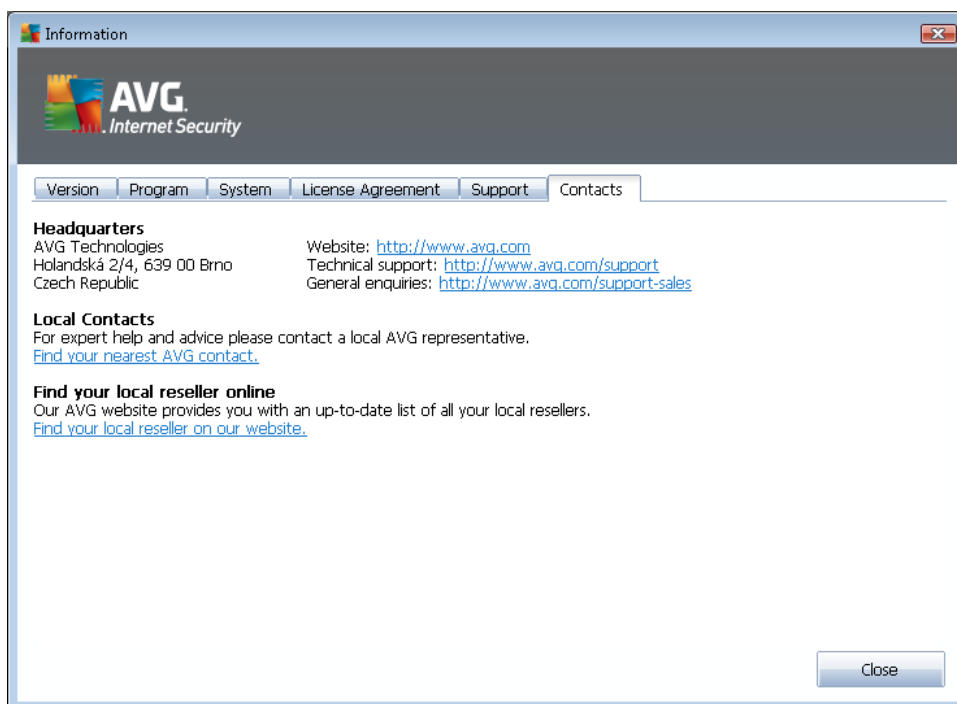 Information
AVG.
Internet Security
Version Program System License Agreement Support Contacts
Headquarters
AVG Technologies Website: http://www.avg.com
Holandská 2/4, 639 00 Brno Technical support: http://www.avg.com/support
Czech Republic General enquiries: http://www.avg.com/support-sales
Local Contacts
For expert help and advice please contact a local AVG representative.
Find your nearest AVG contact.
Find your local reseller online
Our AVG website provides you with an up-to-date list of all your local resellers.
Find your local reseller on our website.
Close